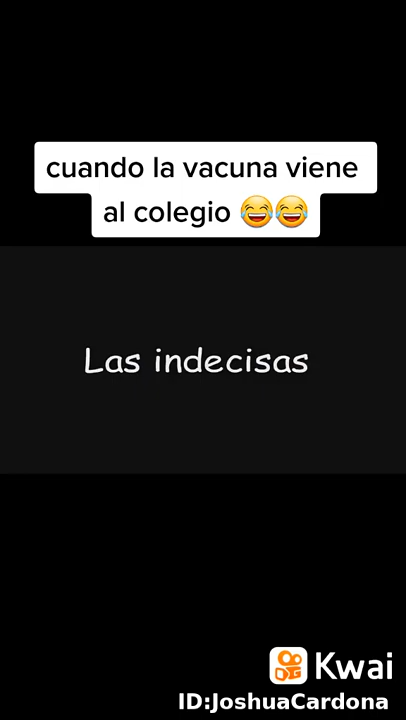 cuando la vacuna viene
al colegio 😂😂
Las indecisas
Kwai
ID:JoshuaCardona